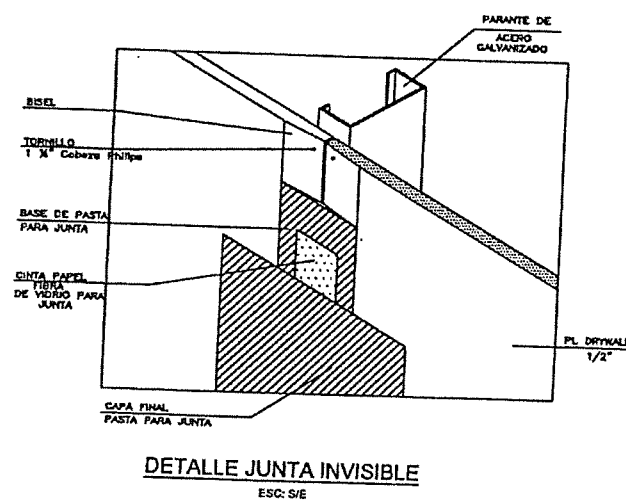 PARANTE DE
ACERO
GALVANIZADO
BISEL
TORNILLO
1 ¼" Cabeza Philips
BASE DE PASTA
PARA JUNTA
CINTA PAPEL
FIBRA
DE VIDRIO PARA
JUNTA
PL DRYWALL
1/2"
CAPA FINAL
PASTA PARA JUNTA
DETALLE JUNTA INVISIBLE
ESC: S/E